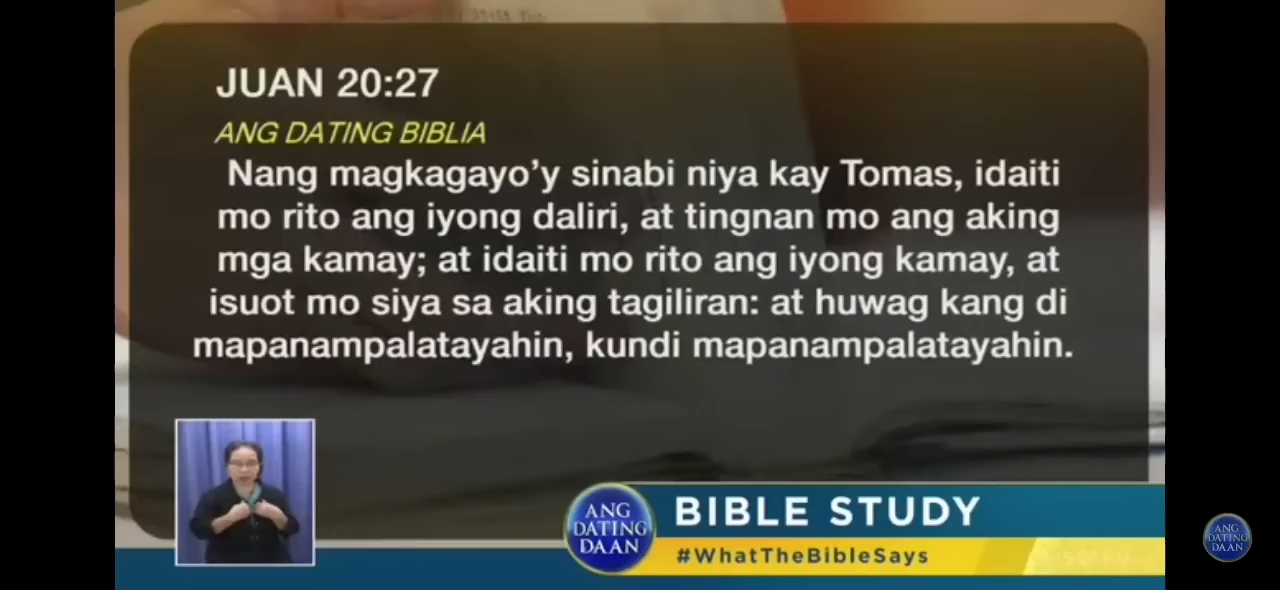 JUAN 20:27
ANG DATING BIBLIA
Nang magkagayo’y sinabi niya kay Tomas, idaiti
mo rito ang iyong daliri, at tingnan mo ang aking
mga kamay; at idaiti mo rito ang iyong kamay, at
isuot mo siya sa aking tagiliran: at huwag kang di
mapanampalatayahin, kundi mapanampalatayahin.
ANG
DATING
DAAN
BIBLE STUDY
#WhatTheBibleSays
ANG
DATING
DAAN